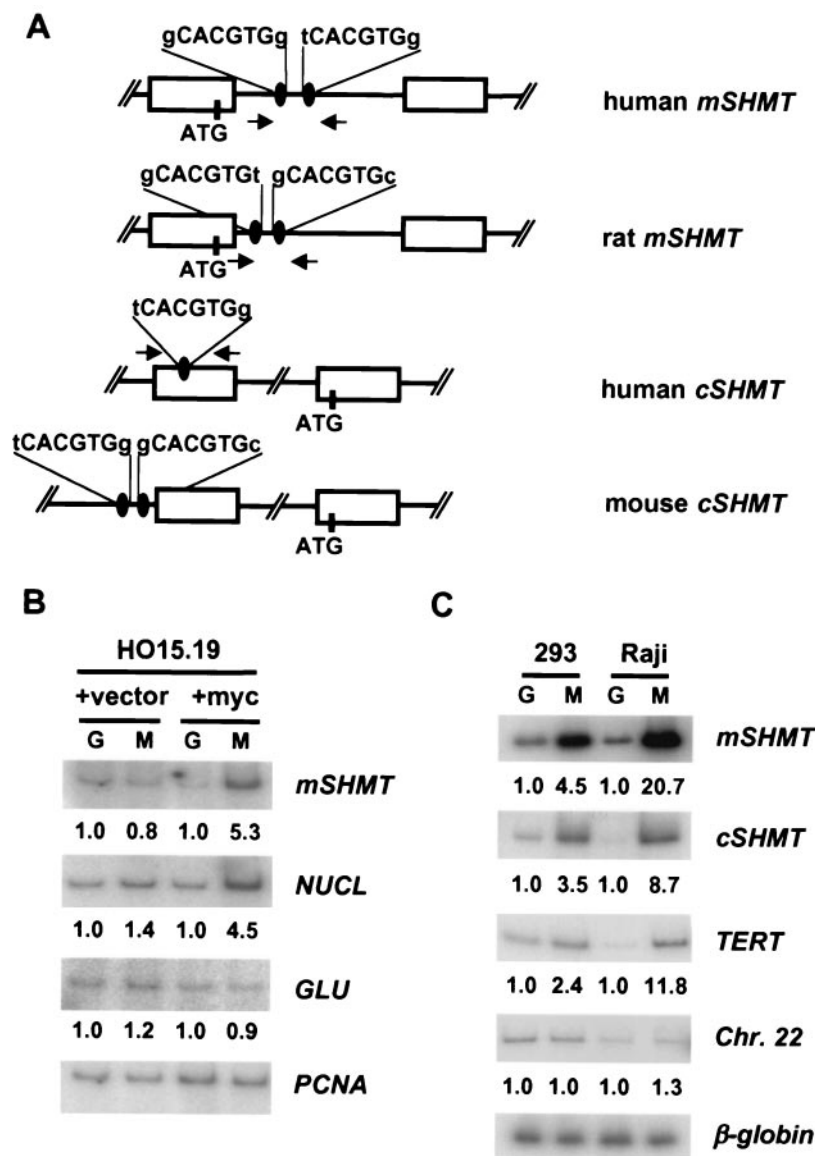 A
gCACGTGg tCACGTGg
ATG
human mSHMT
gCACGTGt gCACGTGc
ATG
rat mSHMT
tCACGTGg
ATG
human cSHMT
tCACGTGg gCACGTGc
ATG
mouse cSHMT
B
HO15.19
+vector +myc
G M G M
mSHMT
1.0 0.8 1.0 5.3
NUCL
1.0 1.4 1.0 4.5
GLU
1.0 1.2 1.0 0.9
PCNA
C
293 Raji
G M G M
mSHMT
1.0 4.5 1.0 20.7
cSHMT
1.0 3.5 1.0 8.7
TERT
1.0 2.4 1.0 11.8
Chr. 22
1.0 1.0 1.0 1.3
β-globin